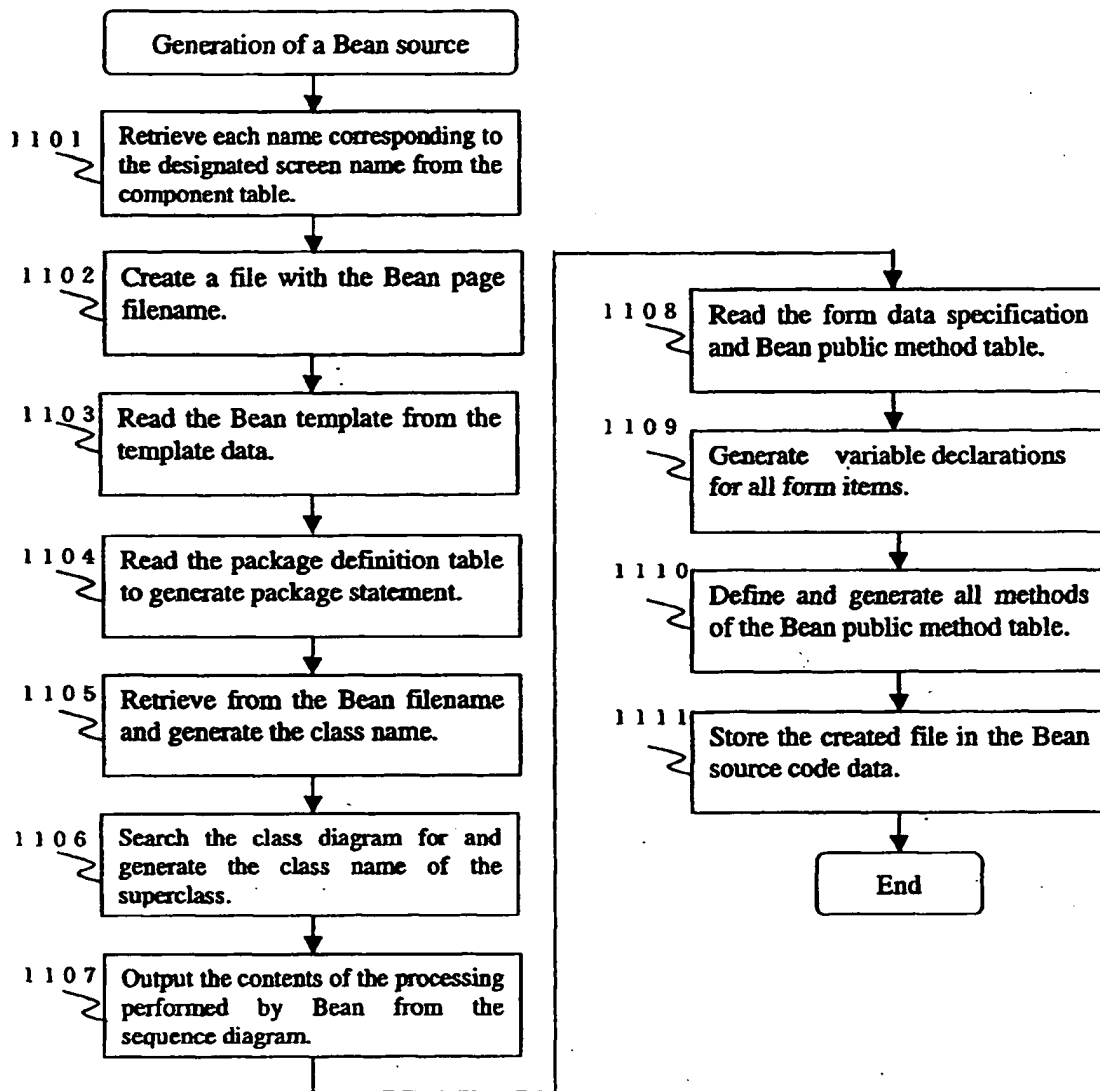 Generation of a Bean source
1101
Retrieve each name corresponding to
the designated screen name from the
component table.
1102
Create a file with the Bean page
filename.
1103
Read the Bean template from the
template data.
1104
Read the package definition table
to generate package statement.
1105
Retrieve from the Bean filename
and generate the class name.
1106
Search the class diagram for and
generate the class name of the
superclass.
1107
Output the contents of the processing
performed by Bean from the
sequence diagram.
1108
Read the form data specification
and Bean public method table.
1109
Generate variable declarations
for all form items.
1110
Define and generate all methods
of the Bean public method table.
1111
Store the created file in the Bean
source code data.
End